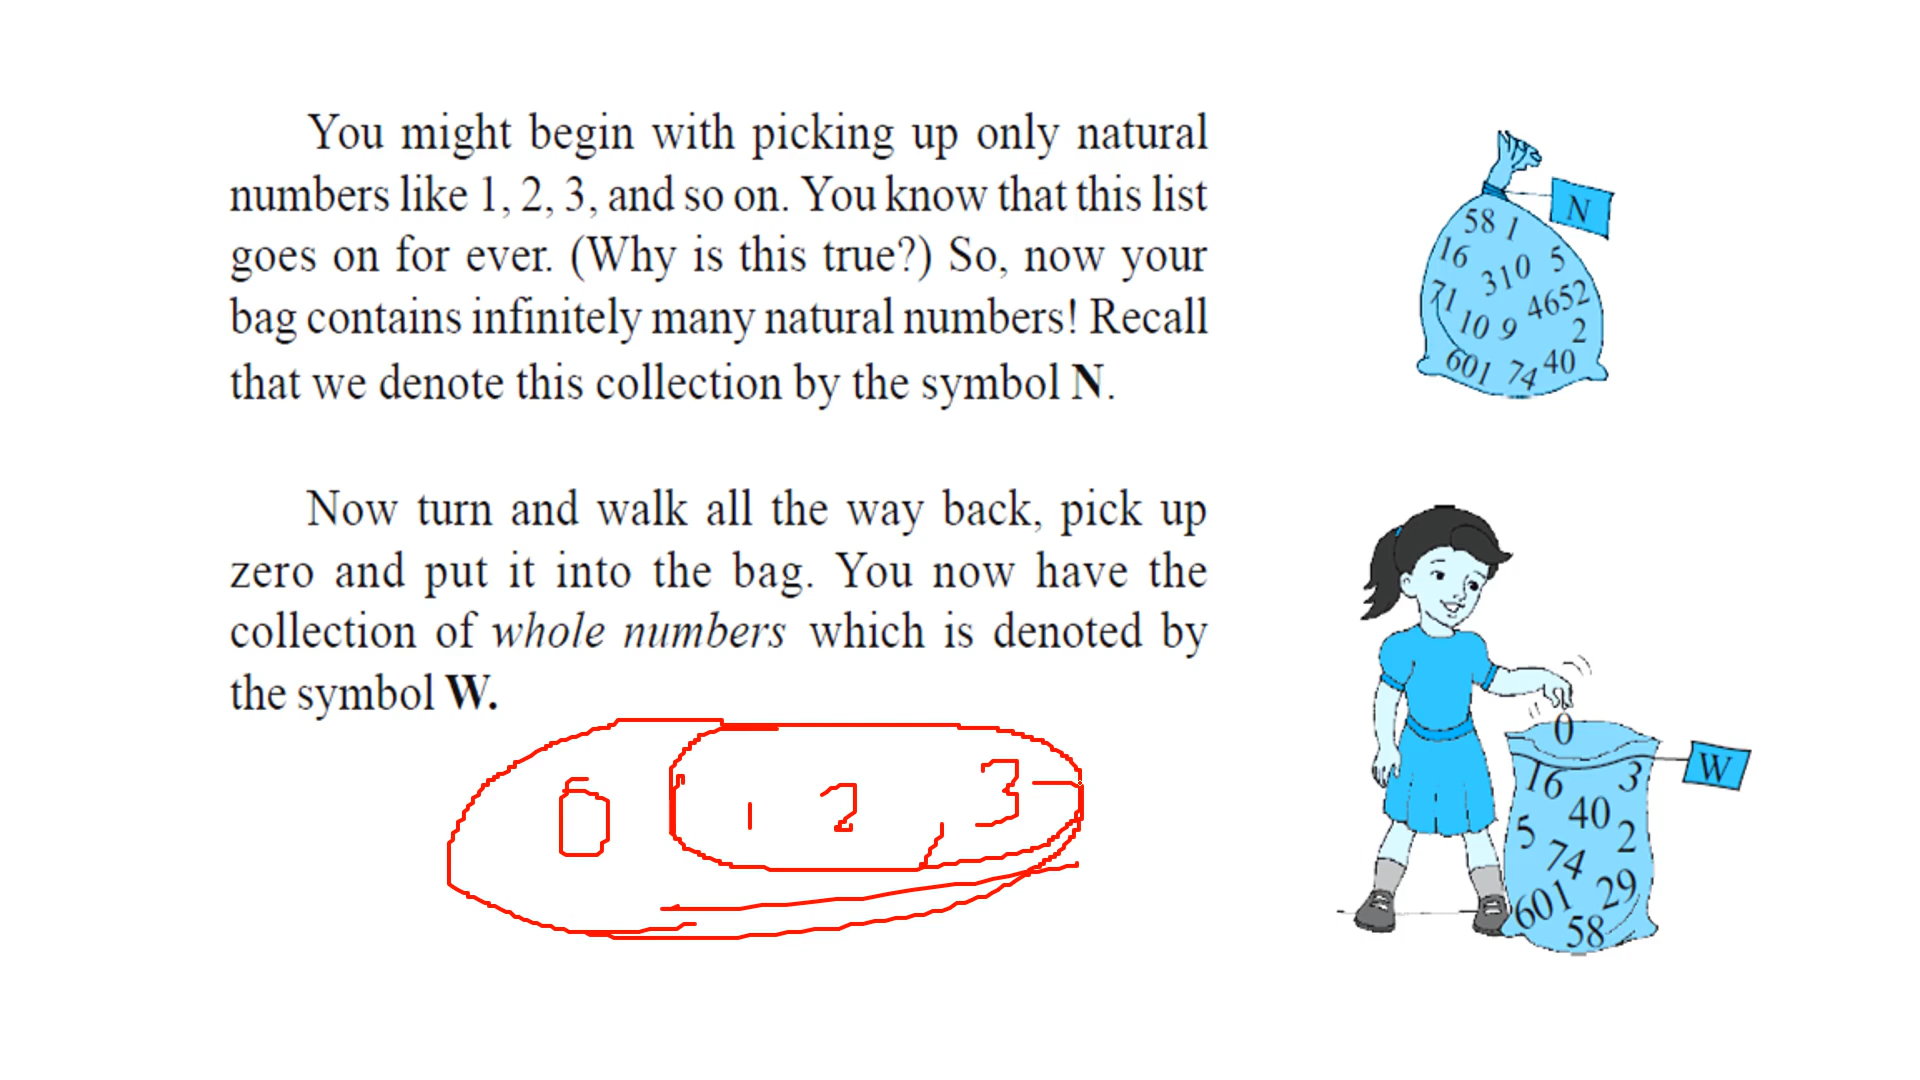 You might begin with picking up only natural
numbers like 1, 2, 3, and so on. You know that this list
goes on for ever. (Why is this true?) So, now your
bag contains infinitely many natural numbers! Recall
that we denote this collection by the symbol N.
N
58 1
16 310 5
71 4652
10 9 2
601 74 40
Now turn and walk all the way back, pick up
zero and put it into the bag. You now have the
collection of whole numbers which is denoted by
the symbol W.
0 1 2 3
0
W
16 3
40
5 2
74
601 29
58